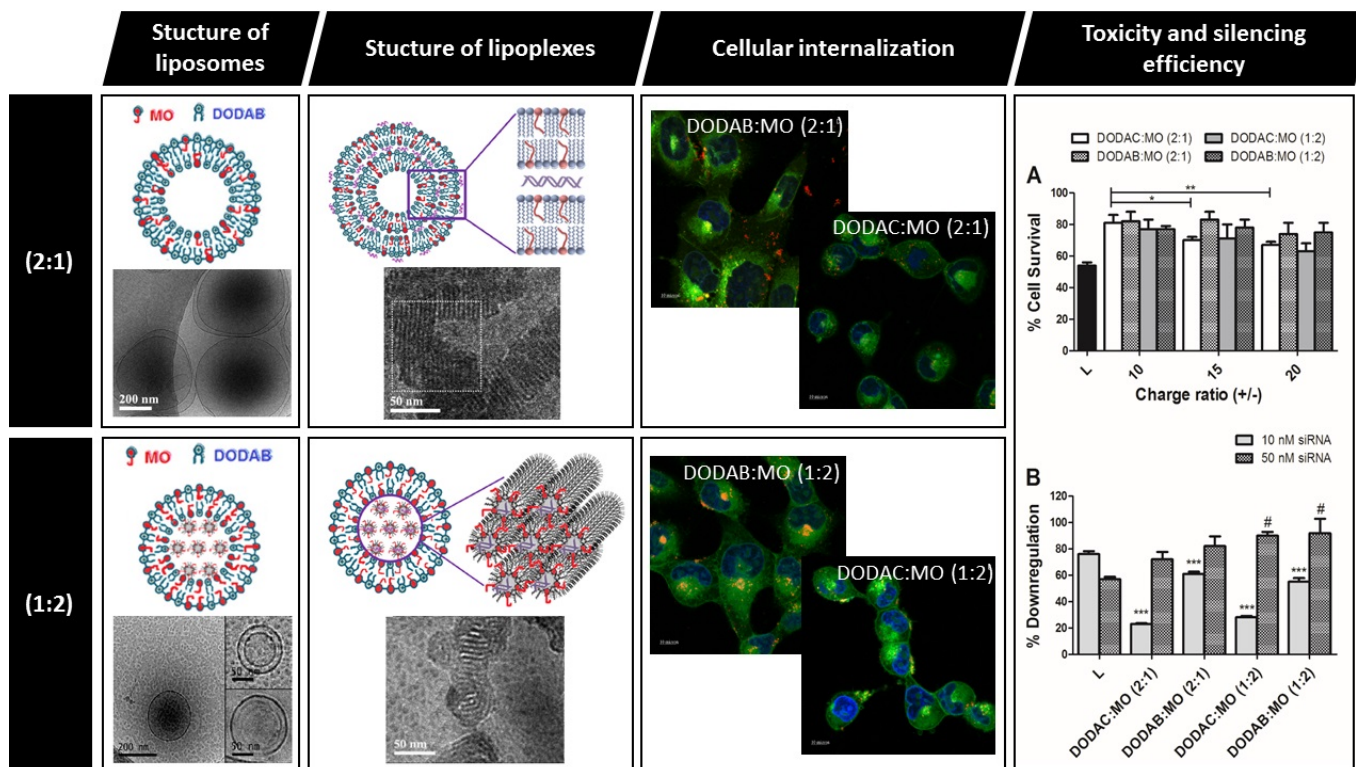 Stucture of
liposomes
Stucture of lipoplexes
Cellular internalization
Toxicity and silencing
efficiency
(2:1)
MO
DODAB
200 nm
50 nm
DODAB:MO (2:1)
DODAC:MO (2:1)
DODAC:MO (2:1)
DODAC:MO (1:2)
DODAB:MO (2:1)
DODAB:MO (1:2)
A
**
*
% Cell Survival
100
80
60
40
20
0
L
10
15
20
Charge ratio (+/-)
(1:2)
MO
DODAB
200 nm
50 nm
50 nm
50 nm
DODAB:MO (1:2)
DODAC:MO (1:2)
10 nM siRNA
50 nM siRNA
B
% Downregulation
120
100
80
60
40
20
0
***
***
***
#
***
#
L
DODAC:MO (2:1)
DODAB:MO (2:1)
DODAC:MO (1:2)
DODAB:MO (1:2)